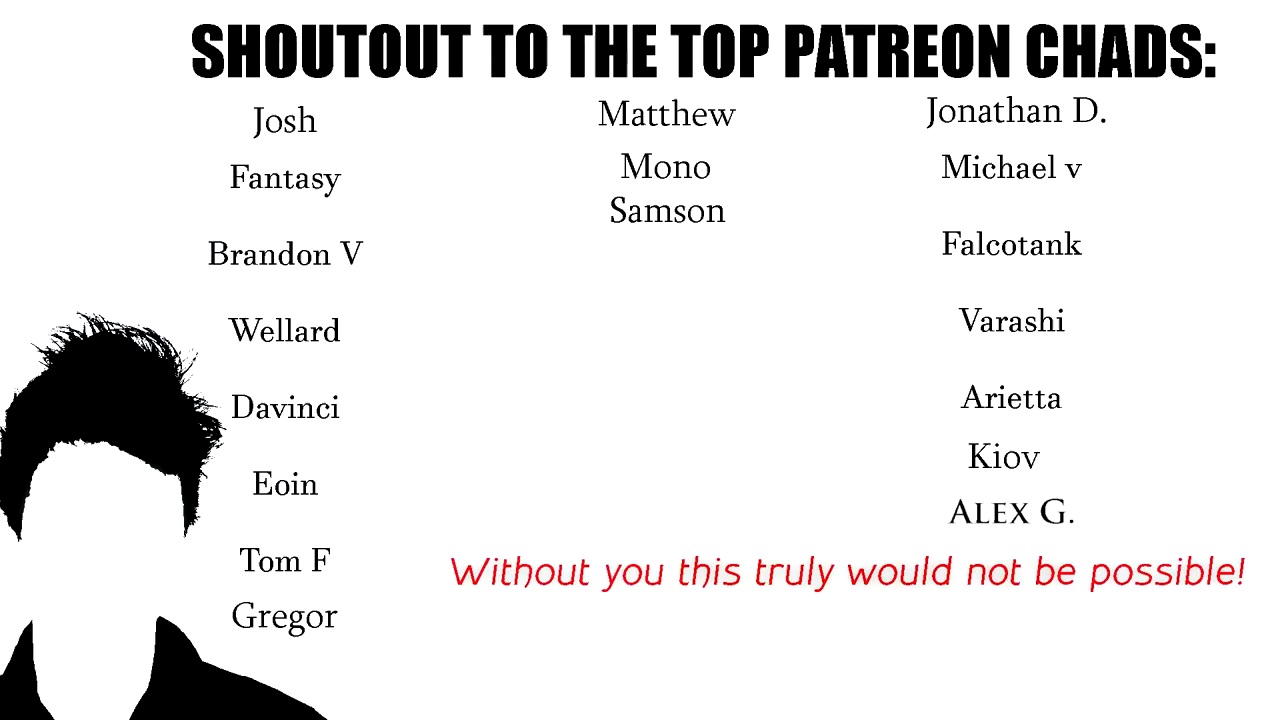 SHOUTOUT TO THE TOP PATREON CHADS:
Josh
Fantasy
Brandon V
Wellard
Davinci
Eoin
Tom F
Gregor
Matthew
Mono
Samson
Jonathan D.
Michael v
Falcotank
Varashi
Arietta
Kiov
ALEX G.
Without you this truly would not be possible!